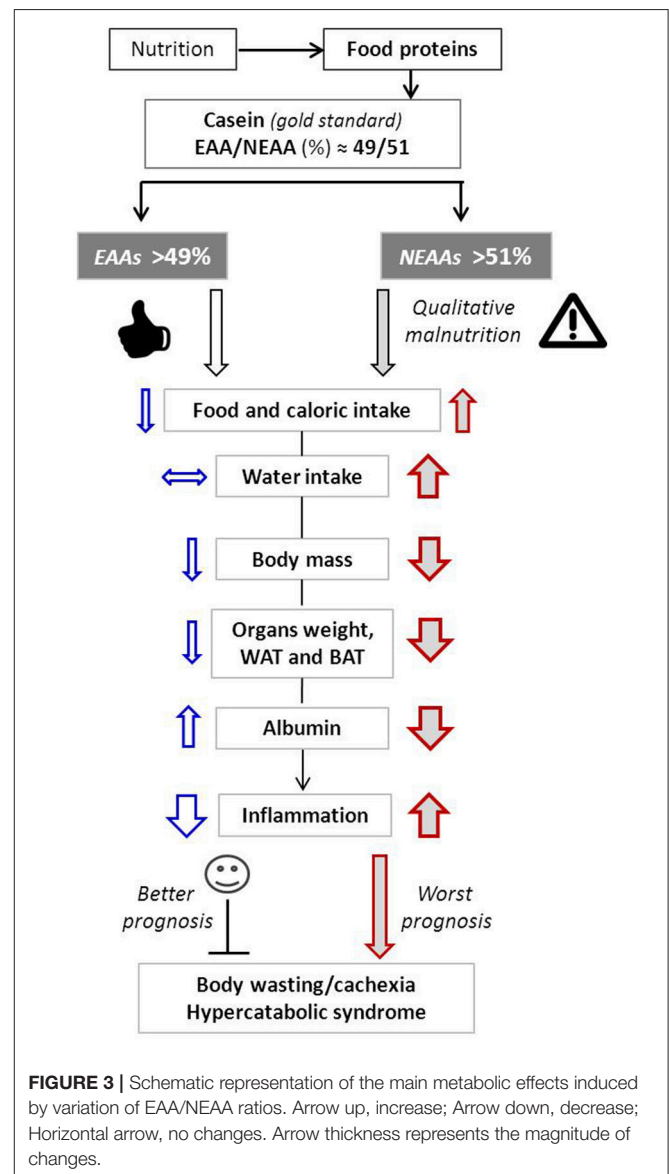 Nutrition
Food proteins
Casein (gold standard)
EAA/NEAA (%) ≈ 49/51
EAAs >49%
NEAAs >51%
Qualitative
malnutrition
Food and caloric intake
Water intake
Body mass
Organs weight,
WAT and BAT
Albumin
Inflammation
Better
prognosis
Worst
prognosis
Body wasting/cachexia
Hypercatabolic syndrome
FIGURE 3 | Schematic representation of the main metabolic effects induced
by variation of EAA/NEAA ratios. Arrow up, increase; Arrow down, decrease;
Horizontal arrow, no changes. Arrow thickness represents the magnitude of
changes.